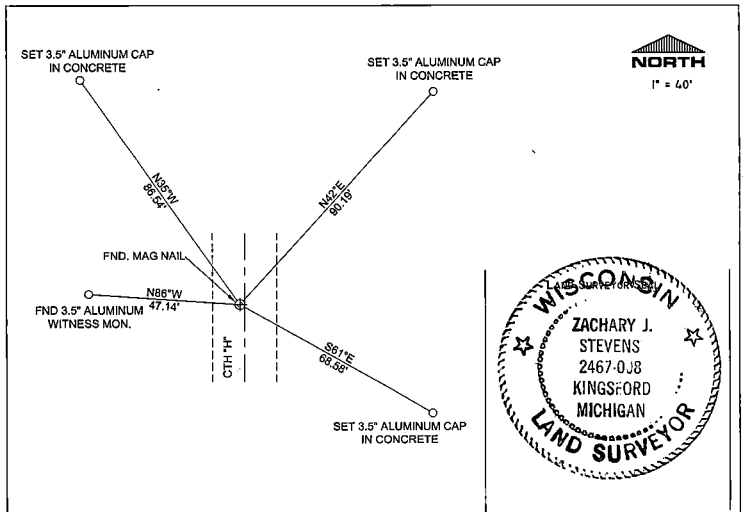 SET 3.5" ALUMINUM CAP
IN CONCRETE
SET 3.5" ALUMINUM CAP
IN CONCRETE
NORTH
1" = 40'
N35°W
86.54'
N42°E
90.19'
FND. MAG NAIL
N86°W
47.14'
FND 3.5" ALUMINUM
WITNESS MON.
CTH "H"
S61°E
68.58'
SET 3.5" ALUMINUM CAP
IN CONCRETE
LAND SURVEYOR SEAL
WISCONSIN
ZACHARY J.
STEVENS
2467-008
KINGSFORD
MICHIGAN
LAND SURVEYOR